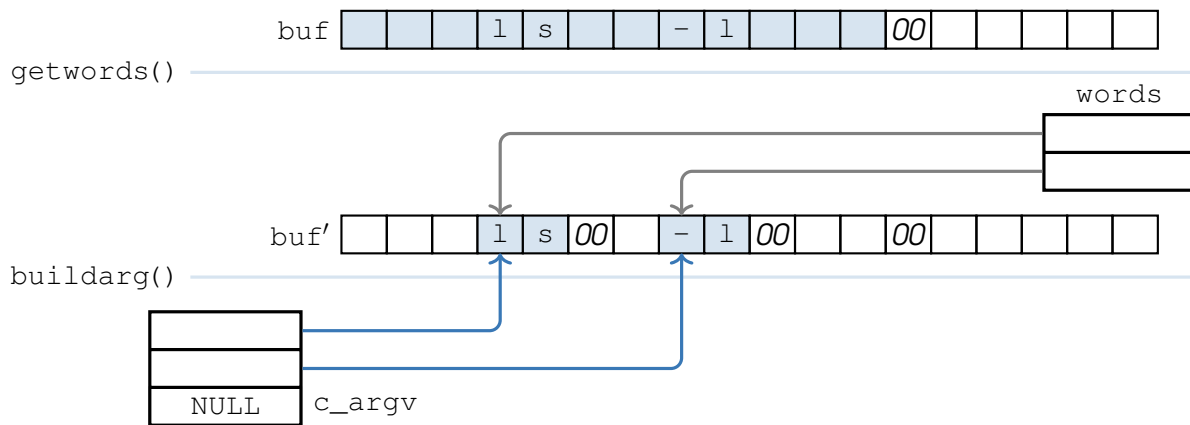 buf l s - l 00
getwords()
words
buf′ l s 00 - l 00 00
buildarg()
NULL c_argv